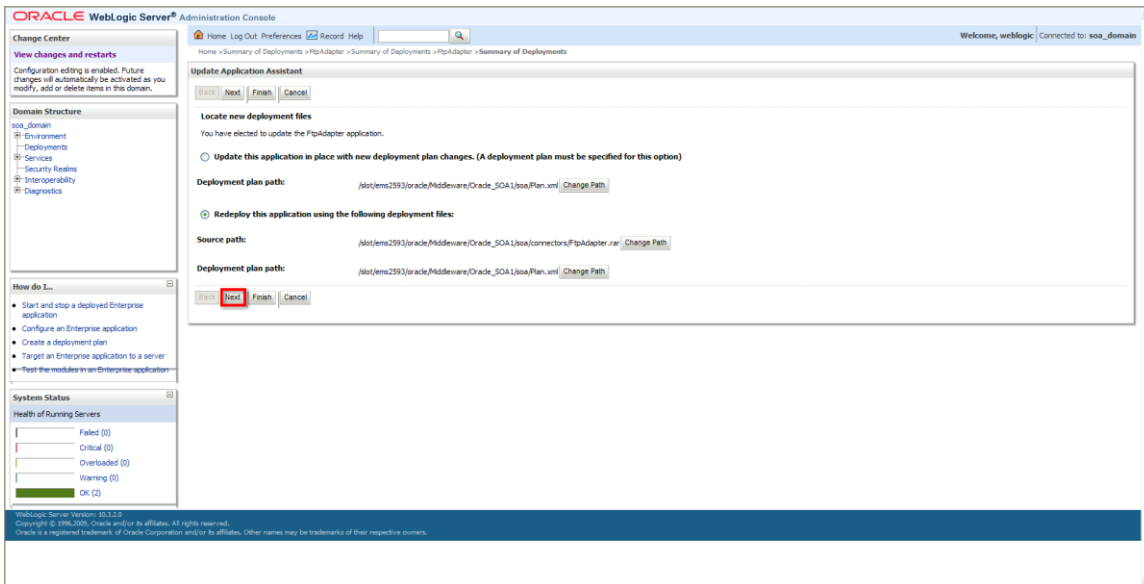 ORACLE WebLogic Server® Administration Console
Change Center
View changes and restarts
Configuration editing is enabled. Future
changes will automatically be activated as you
modify, add or delete items in this domain.
Domain Structure
soa_domain
Environment
Deployments
Services
Security Realms
Interoperability
Diagnostics
How do I...
Start and stop a deployed Enterprise
application
Configure an Enterprise application
Create a deployment plan
Target an Enterprise application to a server
Test the modules in an Enterprise application
System Status
Health of Running Servers
Failed (0)
Critical (0)
Overloaded (0)
Warning (0)
OK (2)
Home Log Out Preferences Record Help
Welcome, weblogic Connected to: soa_domain
Home >Summary of Deployments >FtpAdapter >Summary of Deployments >FtpAdapter >Summary of Deployments
Update Application Assistant
Back Next Finish Cancel
Locate new deployment files
You have elected to update the FtpAdapter application.
Update this application in place with new deployment plan changes. (A deployment plan must be specified for this option)
Deployment plan path: /slot/ems2593/oracle/Middleware/Oracle_SOA1/soa/Plan.xml Change Path
Redeploy this application using the following deployment files:
Source path: /slot/ems2593/oracle/Middleware/Oracle_SOA1/soa/connectors/FtpAdapter.rar Change Path
Deployment plan path: /slot/ems2593/oracle/Middleware/Oracle_SOA1/soa/Plan.xml Change Path
Back Next Finish Cancel
WebLogic Server Version: 10.3.2.0
Copyright © 1996,2009, Oracle and/or its affiliates. All rights reserved.
Oracle is a registered trademark of Oracle Corporation and/or its affiliates. Other names may be trademarks of their respective owners.